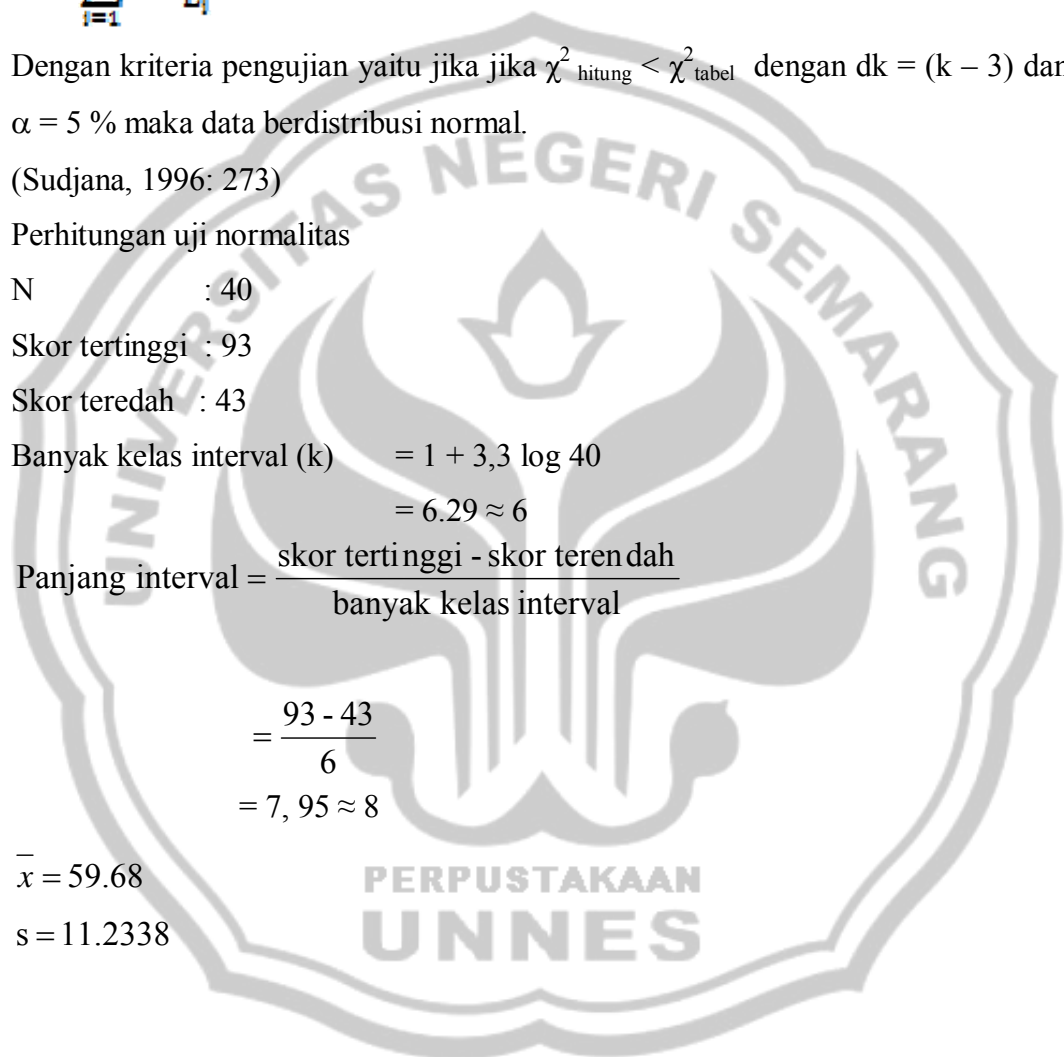 i=1
Dengan kriteria pengujian yaitu jika jika χ² hitung < χ² tabel dengan dk = (k – 3) dan
α = 5 % maka data berdistribusi normal.
(Sudjana, 1996: 273)
Perhitungan uji normalitas
N : 40
Skor tertinggi : 93
Skor teredah : 43
Banyak kelas interval (k) = 1 + 3,3 log 40
= 6.29 ≈ 6
Panjang interval = skor tertinggi - skor terendah
banyak kelas interval
= 93 - 43
6
= 7, 95 ≈ 8
x̄ = 59.68
s = 11.2338
UNIVERSITAS NEGERI SEMARANG
PERPUSTAKAAN
UNNES